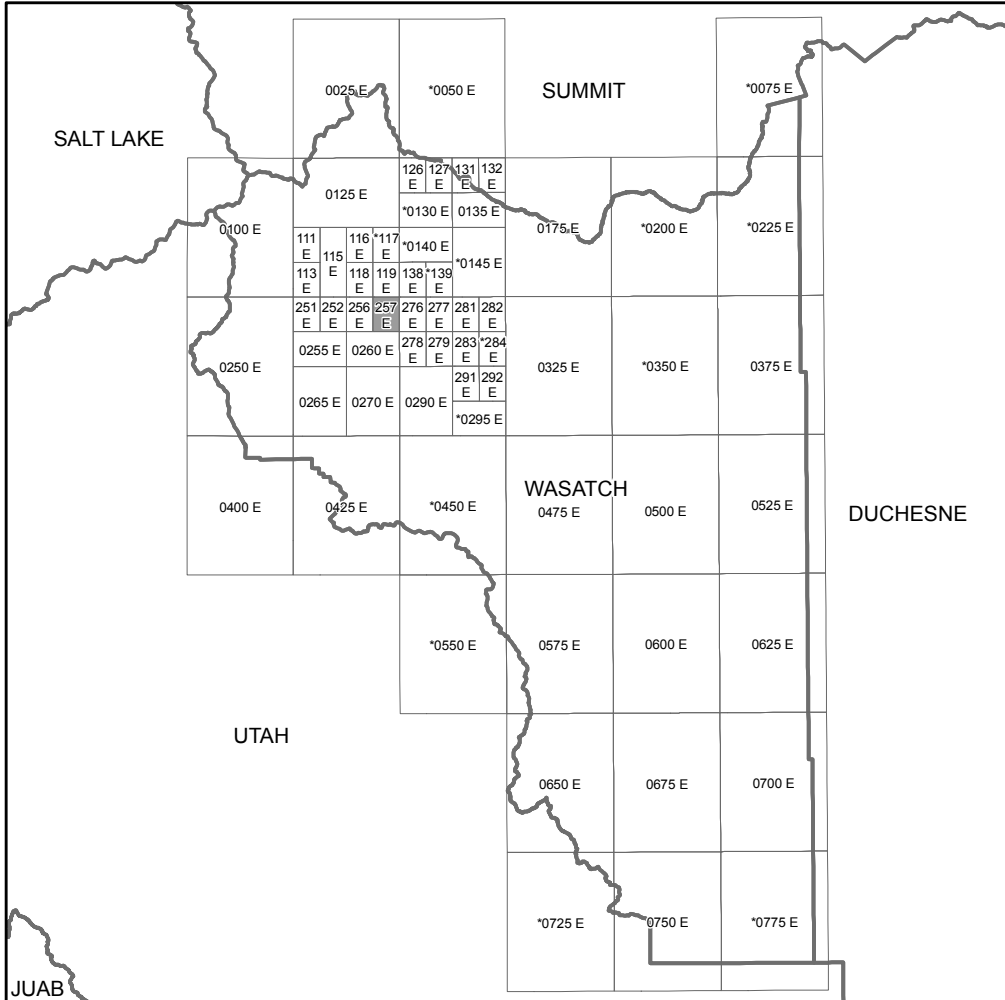 0025 E
*0050 E
SUMMIT
*0075 E
SALT LAKE
0100 E
0125 E
126
E
127
E
131
E
132
E
*0130 E
0135 E
0175 E
*0200 E
*0225 E
111
E
115
E
116
E
*117
E
*0140 E
*0145 E
113
E
118
E
119
E
138
E
*139
E
0250 E
251
E
252
E
256
E
257
E
276
E
277
E
281
E
282
E
0325 E
*0350 E
0375 E
0255 E
0260 E
278
E
279
E
283
E
*284
E
0265 E
0270 E
0290 E
291
E
292
E
*0295 E
WASATCH
0400 E
0425 E
*0450 E
0475 E
0500 E
0525 E
DUCHESNE
*0550 E
0575 E
0600 E
0625 E
UTAH
0650 E
0675 E
0700 E
*0725 E
0750 E
*0775 E
JUAB